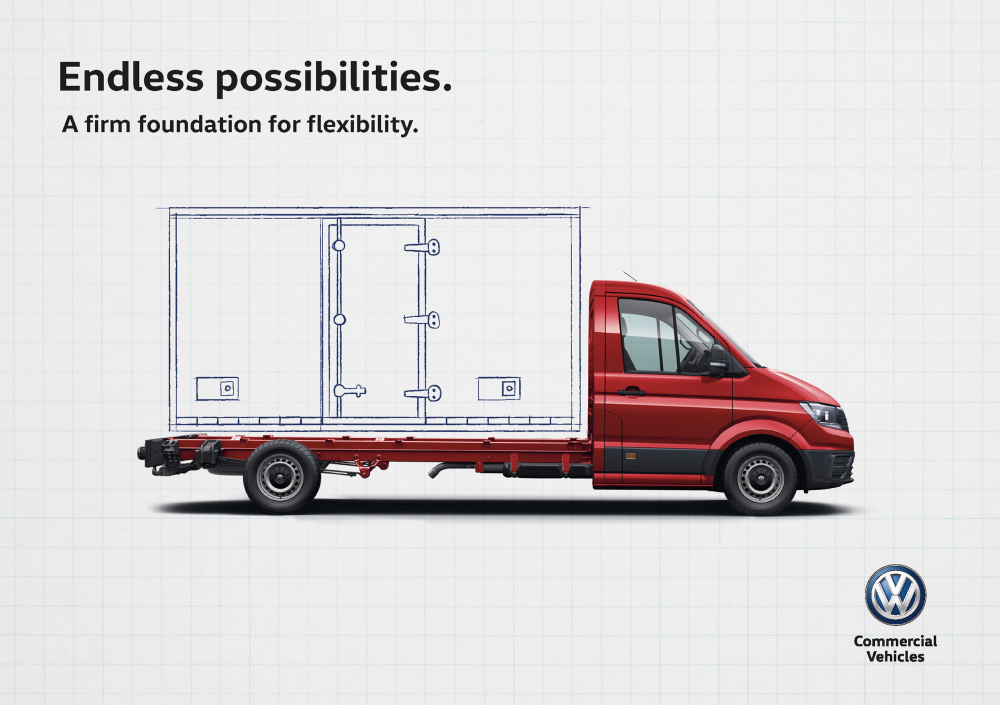 Endless possibilities.
A firm foundation for flexibility.
Commercial
Vehicles